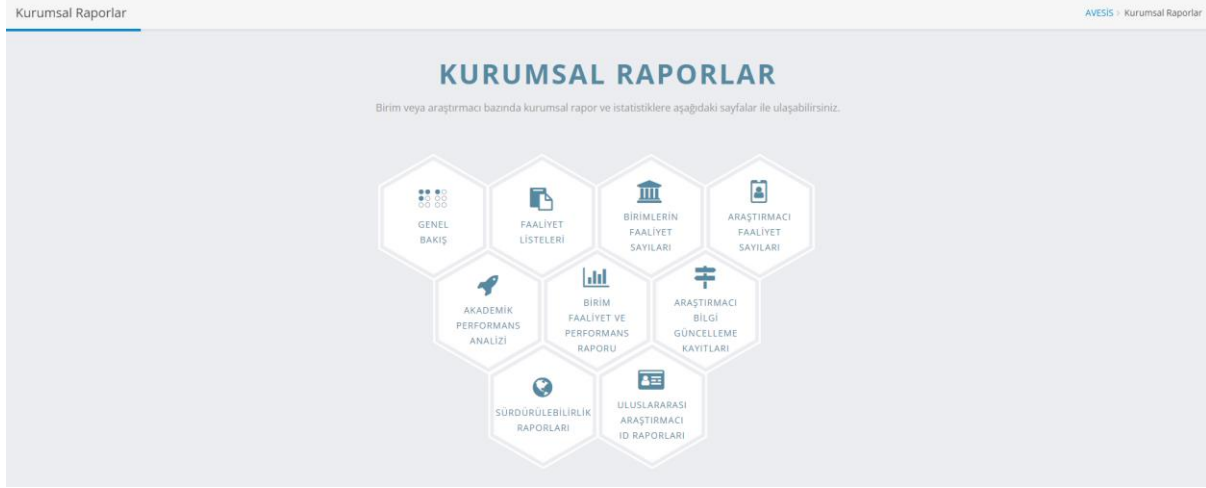 Kurumsal Raporlar
AVESİS » Kurumsal Raporlar
KURUMSAL RAPORLAR
Birim veya araştırmacı bazında kurumsal rapor ve istatistiklere aşağıdaki sayfalar ile ulaşabilirsiniz.
GENEL
BAKIŞ
FAALİYET
LİSTELERİ
BİRİMLERİN
FAALİYET
SAYILARI
ARAŞTIRMACI
FAALİYET
SAYILARI
AKADEMİK
PERFORMANS
ANALİZİ
BİRİM
FAALİYET VE
PERFORMANS
RAPORU
ARAŞTIRMACI
BİLGİ
GÜNCELLEME
KAYITLARI
SÜRDÜRÜLEBİLİRLİK
RAPORLARI
ULUSLARARASI
ARAŞTIRMACI
ID RAPORLARI